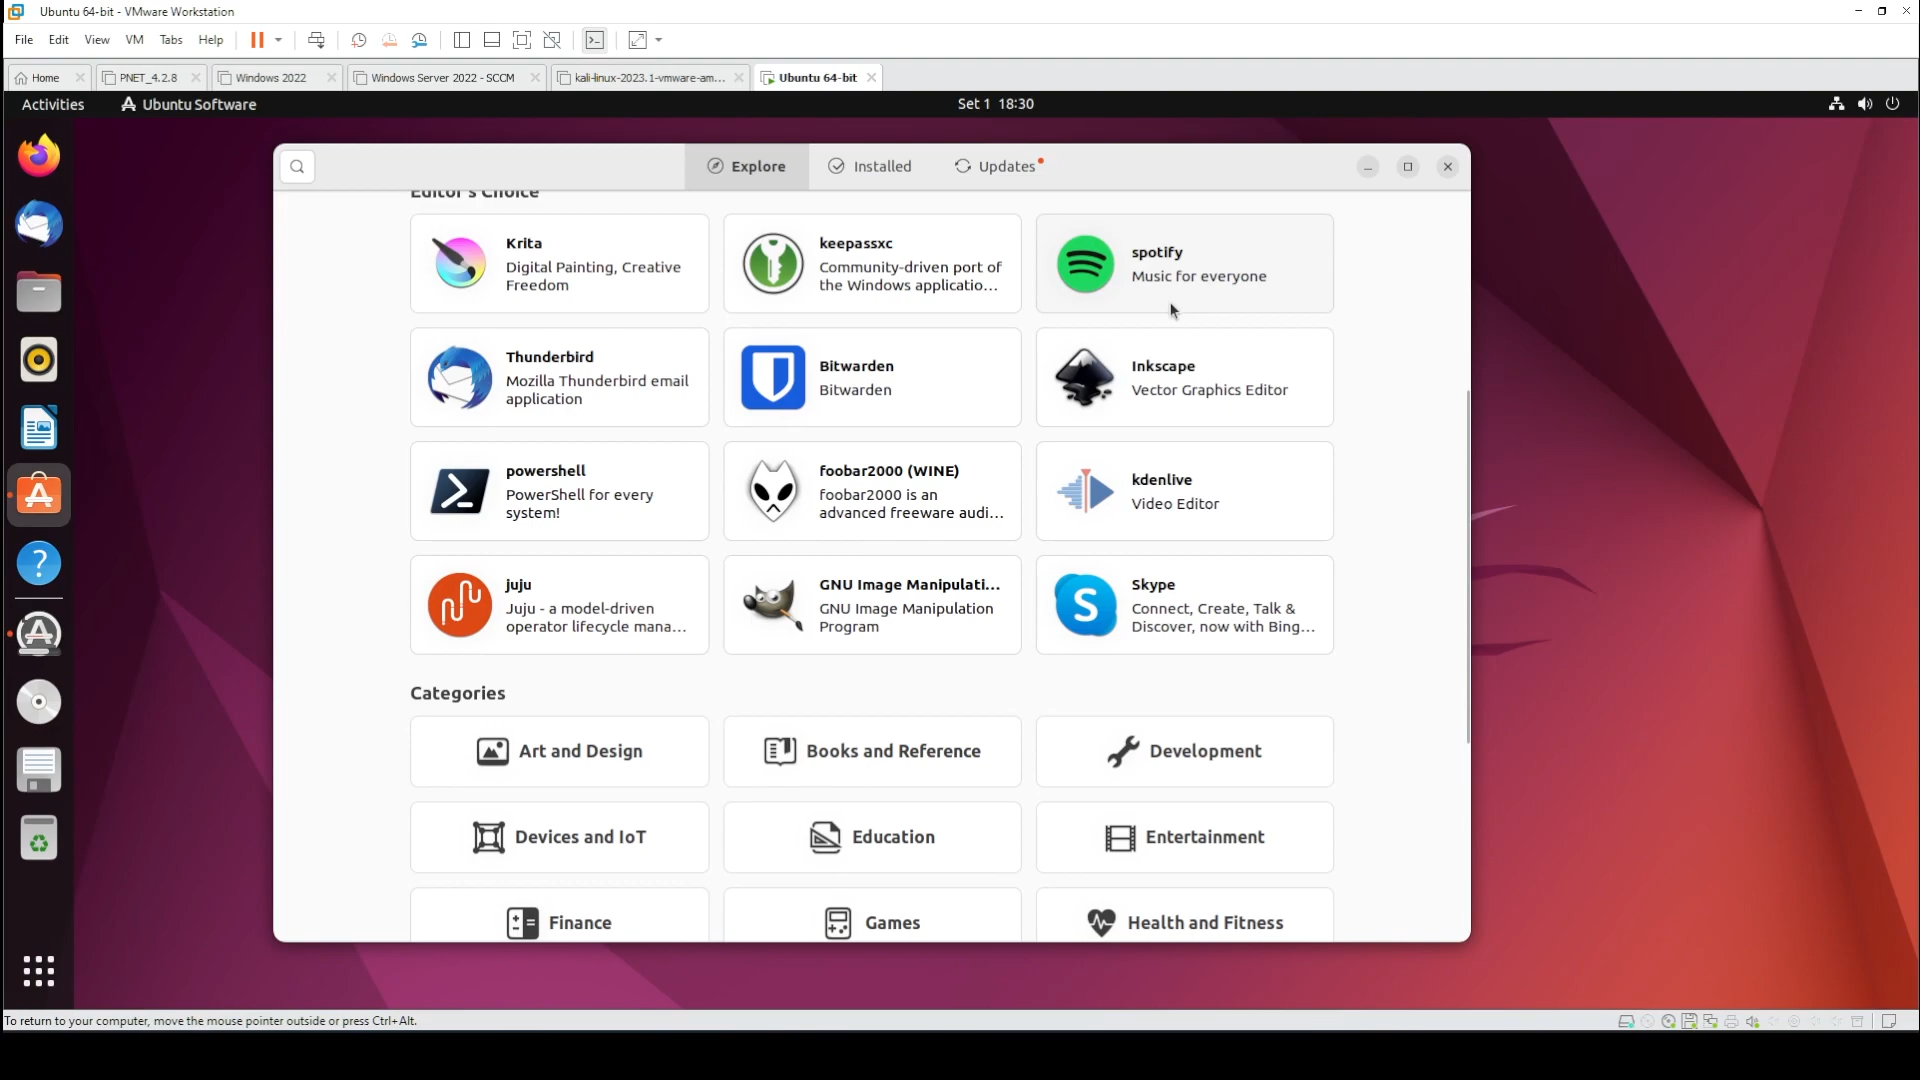 Ubuntu 64-bit - VMware Workstation
File Edit View VM Tabs Help
Home PNET_4.2.8 Windows 2022 Windows Server 2022 - SCCM kali-linux-2023.1-vmware-am... Ubuntu 64-bit
Activities Ubuntu Software Set 1 18:30
Explore Installed Updates
Editor's Choice
Krita
Digital Painting, Creative
Freedom
keepassxc
Community-driven port of
the Windows applicatio...
spotify
Music for everyone
Thunderbird
Mozilla Thunderbird email
application
Bitwarden
Bitwarden
Inkscape
Vector Graphics Editor
powershell
PowerShell for every
system!
foobar2000 (WINE)
foobar2000 is an
advanced freeware audi...
kdenlive
Video Editor
juju
Juju - a model-driven
operator lifecycle mana...
GNU Image Manipulati...
GNU Image Manipulation
Program
Skype
Connect, Create, Talk &
Discover, now with Bing...
Categories
Art and Design
Books and Reference
Development
Devices and IoT
Education
Entertainment
Finance
Games
Health and Fitness
To return to your computer, move the mouse pointer outside or press Ctrl+Alt.